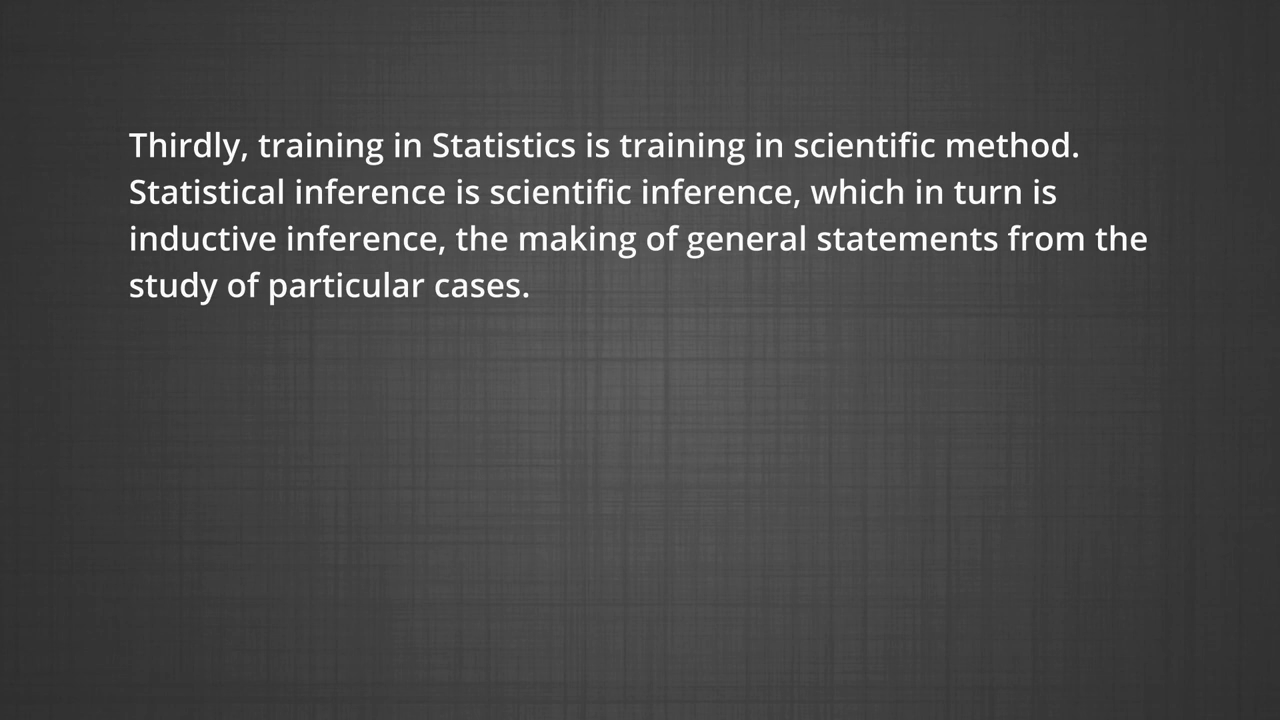 Thirdly, training in Statistics is training in scientific method.
Statistical inference is scientific inference, which in turn is
inductive inference, the making of general statements from the
study of particular cases.